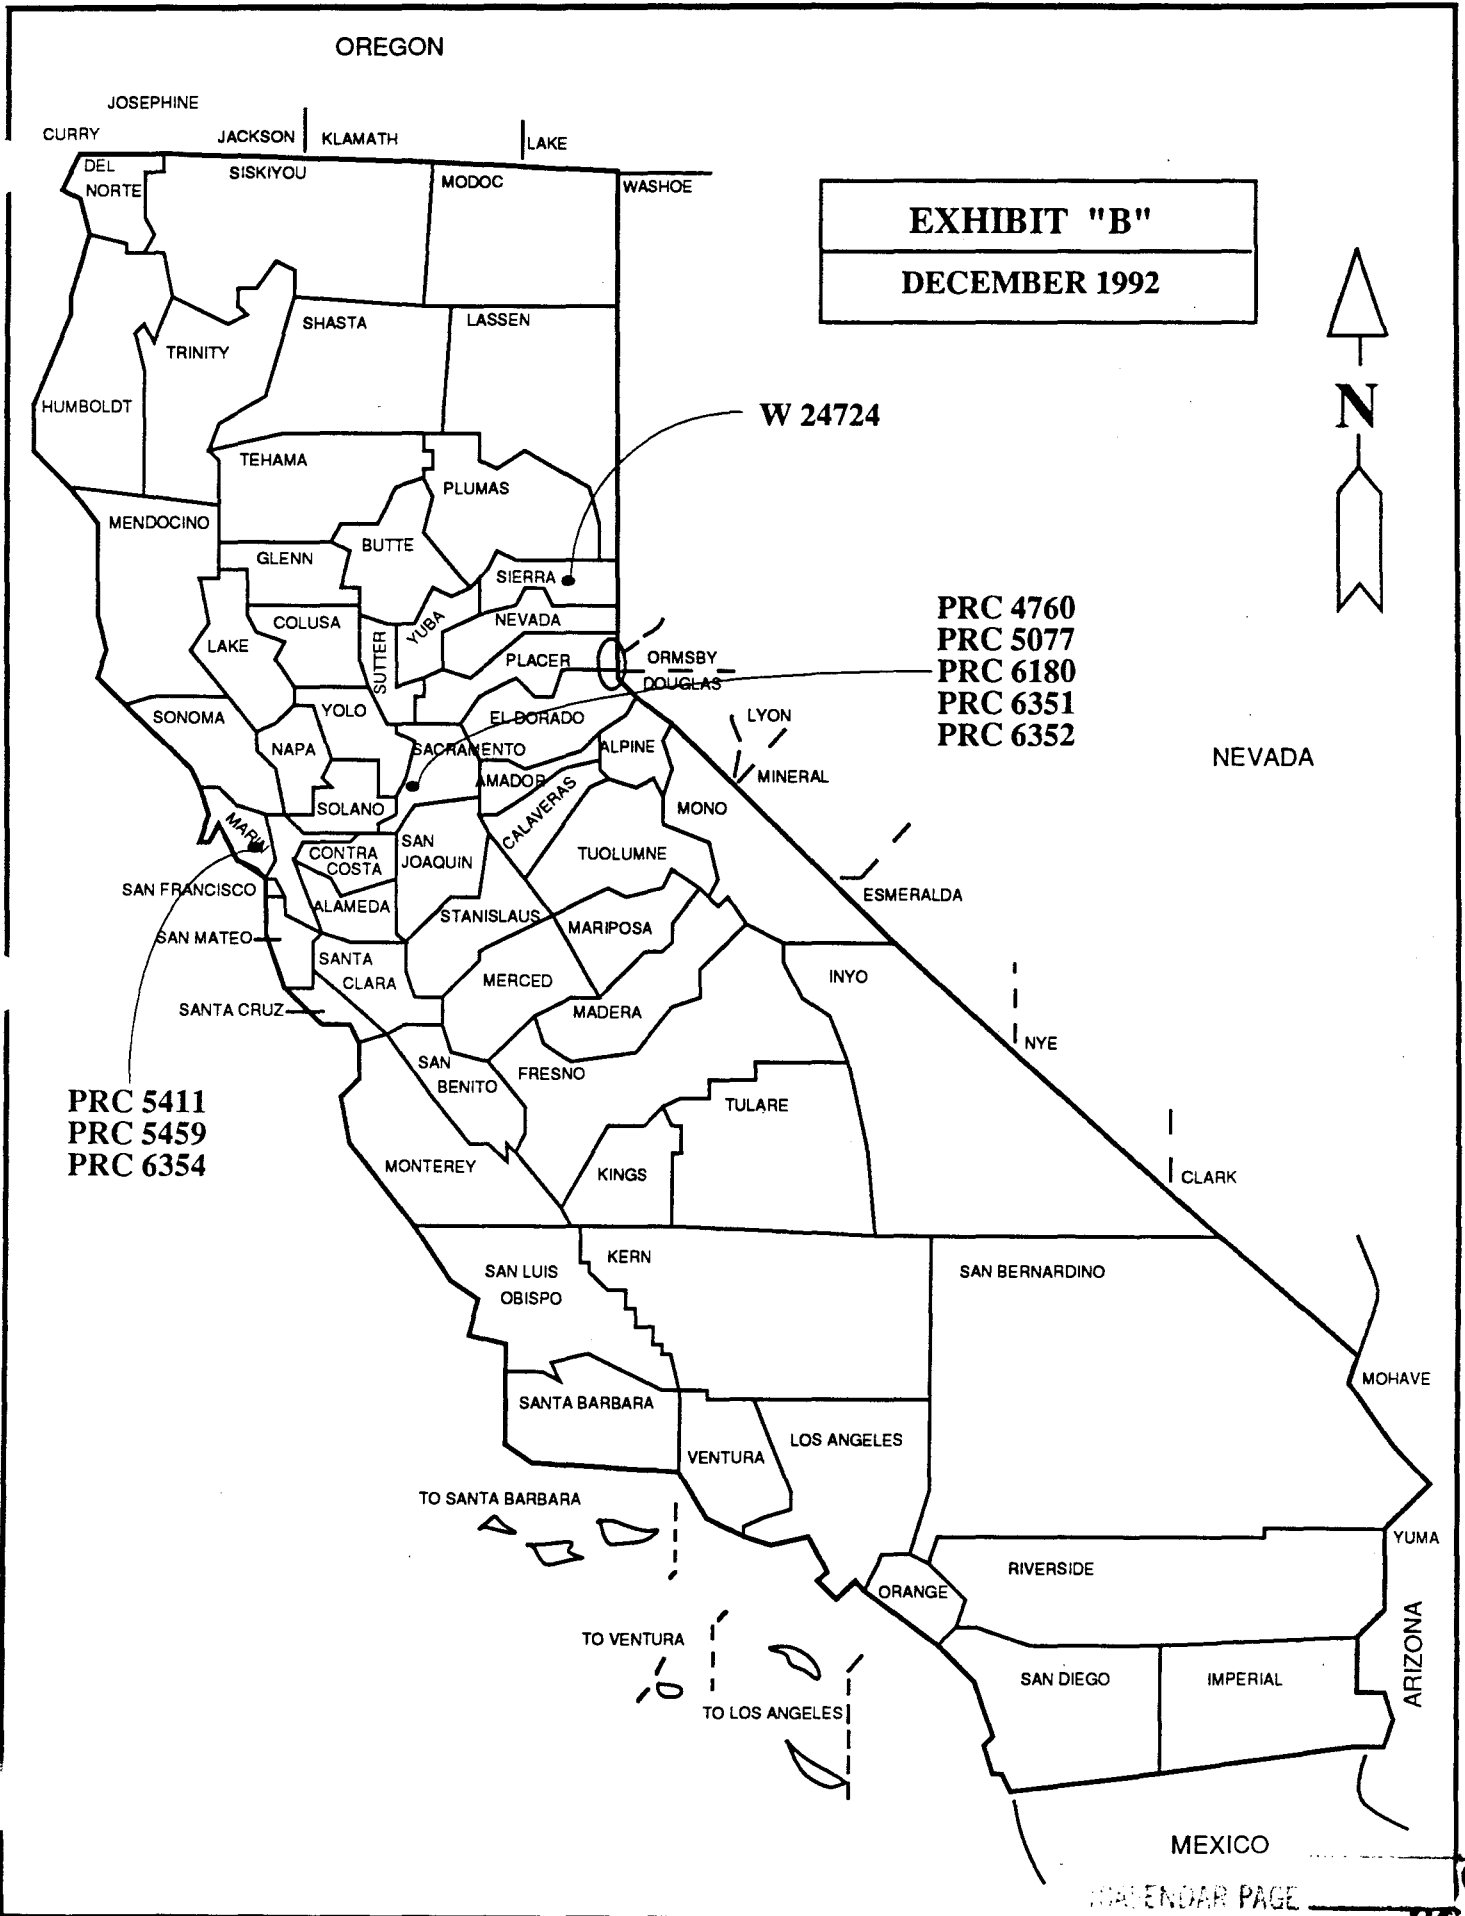 OREGON
JOSEPHINE
CURRY
JACKSON
KLAMATH
LAKE
DEL
NORTE
SISKIYOU
MODOC
WASHOE
EXHIBIT "B"
DECEMBER 1992
SHASTA
LASSEN
TRINITY
HUMBOLDT
N
W 24724
TEHAMA
PLUMAS
MENDOCINO
BUTTE
GLENN
SIERRA
COLUSA
YUBA
NEVADA
LAKE
SUTTER
PLACER
ORMSBY
DOUGLAS
PRC 4760
PRC 5077
PRC 6180
PRC 6351
PRC 6352
SONOMA
YOLO
EL DORADO
LYON
NAPA
SACRAMENTO
ALPINE
NEVADA
AMADOR
MINERAL
SOLANO
CALAVERAS
MONO
MARIN
SAN
JOAQUIN
CONTRA
COSTA
TUOLUMNE
SAN FRANCISCO
ALAMEDA
STANISLAUS
ESMERALDA
MARIPOSA
SAN MATEO
SANTA
CLARA
MERCED
INYO
SANTA CRUZ
MADERA
NYE
SAN
BENITO
FRESNO
PRC 5411
PRC 5459
PRC 6354
TULARE
MONTEREY
KINGS
CLARK
KERN
SAN LUIS
OBISPO
SAN BERNARDINO
MOHAVE
SANTA BARBARA
VENTURA
LOS ANGELES
TO SANTA BARBARA
YUMA
RIVERSIDE
ORANGE
TO VENTURA
ARIZONA
SAN DIEGO
IMPERIAL
TO LOS ANGELES
MEXICO
CALENDAR PAGE